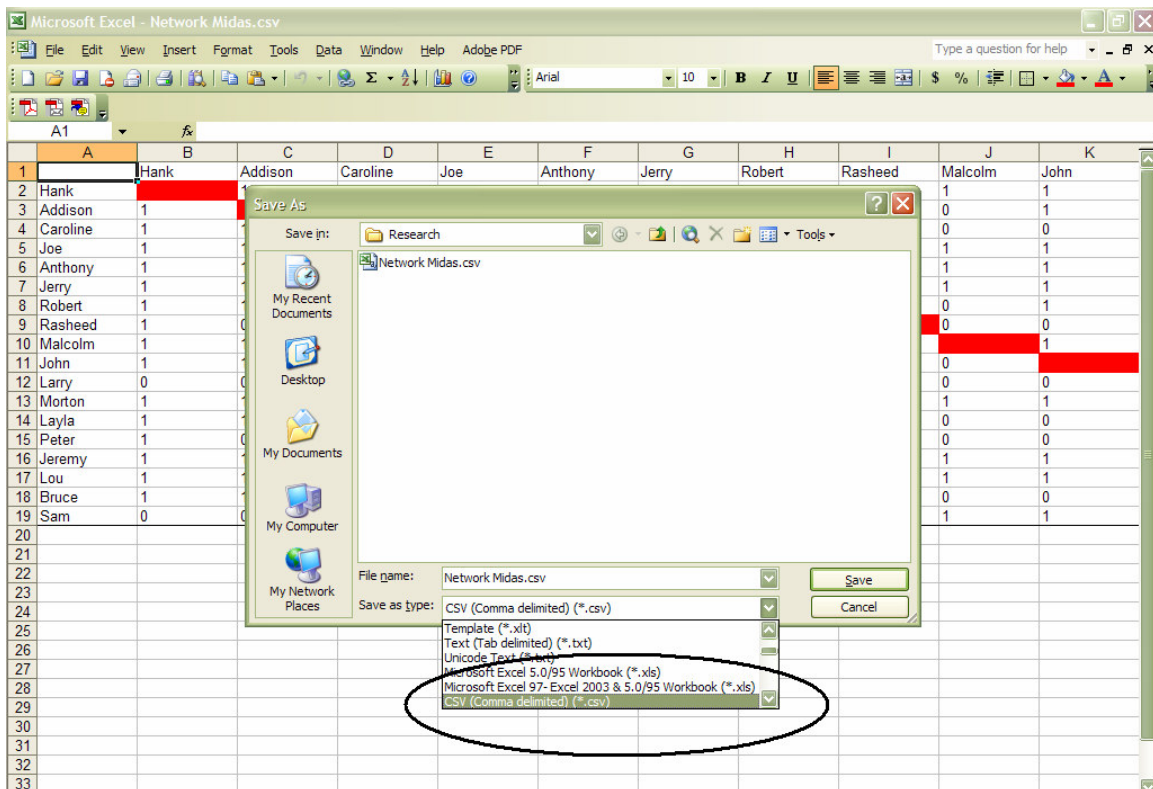 Microsoft Excel - Network Midas.csv
File Edit View Insert Format Tools Data Window Help Adobe PDF Type a question for help
Arial 10 B I U $ %
A1 fx
A B C D E F G H I J K
1 Hank Addison Caroline Joe Anthony Jerry Robert Rasheed Malcolm John
2 Hank 1 1
3 Addison 1 0 1
4 Caroline 1 0 0
5 Joe 1 1 1
6 Anthony 1 1 1
7 Jerry 1 1 1
8 Robert 1 0 1
9 Rasheed 1 0 0
10 Malcolm 1 1
11 John 1 0
12 Larry 0 0 0
13 Morton 1 1 1
14 Layla 1 0 0
15 Peter 1 0 0
16 Jeremy 1 1 1
17 Lou 1 1 1
18 Bruce 1 0 0
19 Sam 0 1 1
20
21
22
23
24
25
26
27
28
29
30
31
32
33
Save As
Save in: Research Tools
Network Midas.csv
My Recent
Documents
Desktop
My Documents
My Computer
My Network
Places
File name: Network Midas.csv Save
Save as type: CSV (Comma delimited) (*.csv) Cancel
Template (*.xlt)
Text (Tab delimited) (*.txt)
Unicode Text (*.txt)
Microsoft Excel 5.0/95 Workbook (*.xls)
Microsoft Excel 97- Excel 2003 & 5.0/95 Workbook (*.xls)
CSV (Comma delimited) (*.csv)